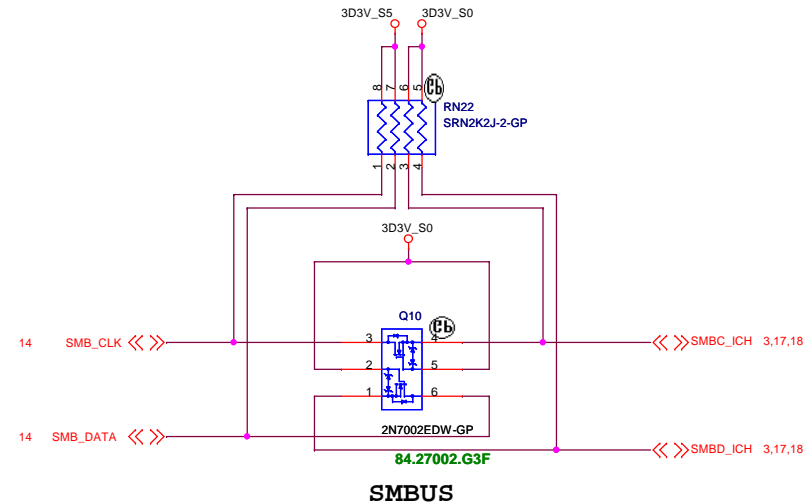 3D3V_S5 3D3V_S0
8 7 6 5
RN22
SRN2K2J-2-GP
1 2 3 4
3D3V_S0
Q10
14 SMB_CLK 3 4 SMBC_ICH 3,17,18
2 5
1 6
2N7002EDW-GP
14 SMB_DATA SMBD_ICH 3,17,18
84.27002.G3F
SMBUS